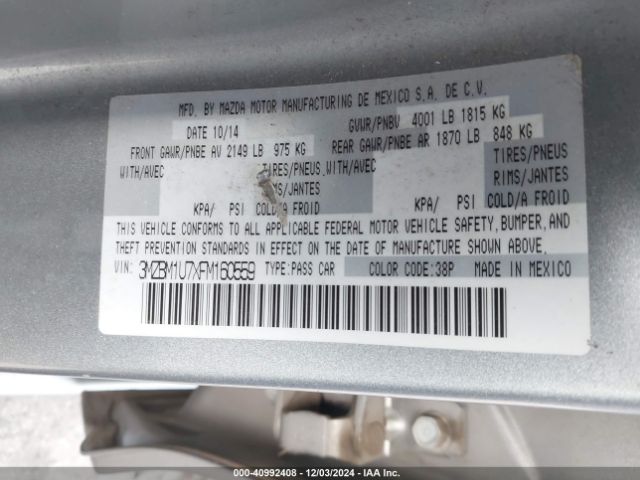 MFD. BY MAZDA MOTOR MANUFACTURING DE MEXICO S.A. DE C.V.
DATE 10/14 GVWR/PNBV 4001 LB 1815 KG
FRONT GAWR/PNBE AV 2149 LB 975 KG REAR GAWR/PNBE AR 1870 LB 848 KG
WITH/AVEC TIRES/PNEUS WITH/AVEC TIRES/PNEUS
RIMS/JANTES RIMS/JANTES
KPA/ PSI COLD/A FROID KPA/ PSI COLD/A FROID
THIS VEHICLE CONFORMS TO ALL APPLICABLE FEDERAL MOTOR VEHICLE SAFETY, BUMPER, AND
THEFT PREVENTION STANDARDS IN EFFECT ON THE DATE OF MANUFACTURE SHOWN ABOVE.
VIN: 3MZBM1U7XFM160559 TYPE:PASS CAR COLOR CODE:38P MADE IN MEXICO
000-40992408 - 12/03/2024 - IAA Inc.